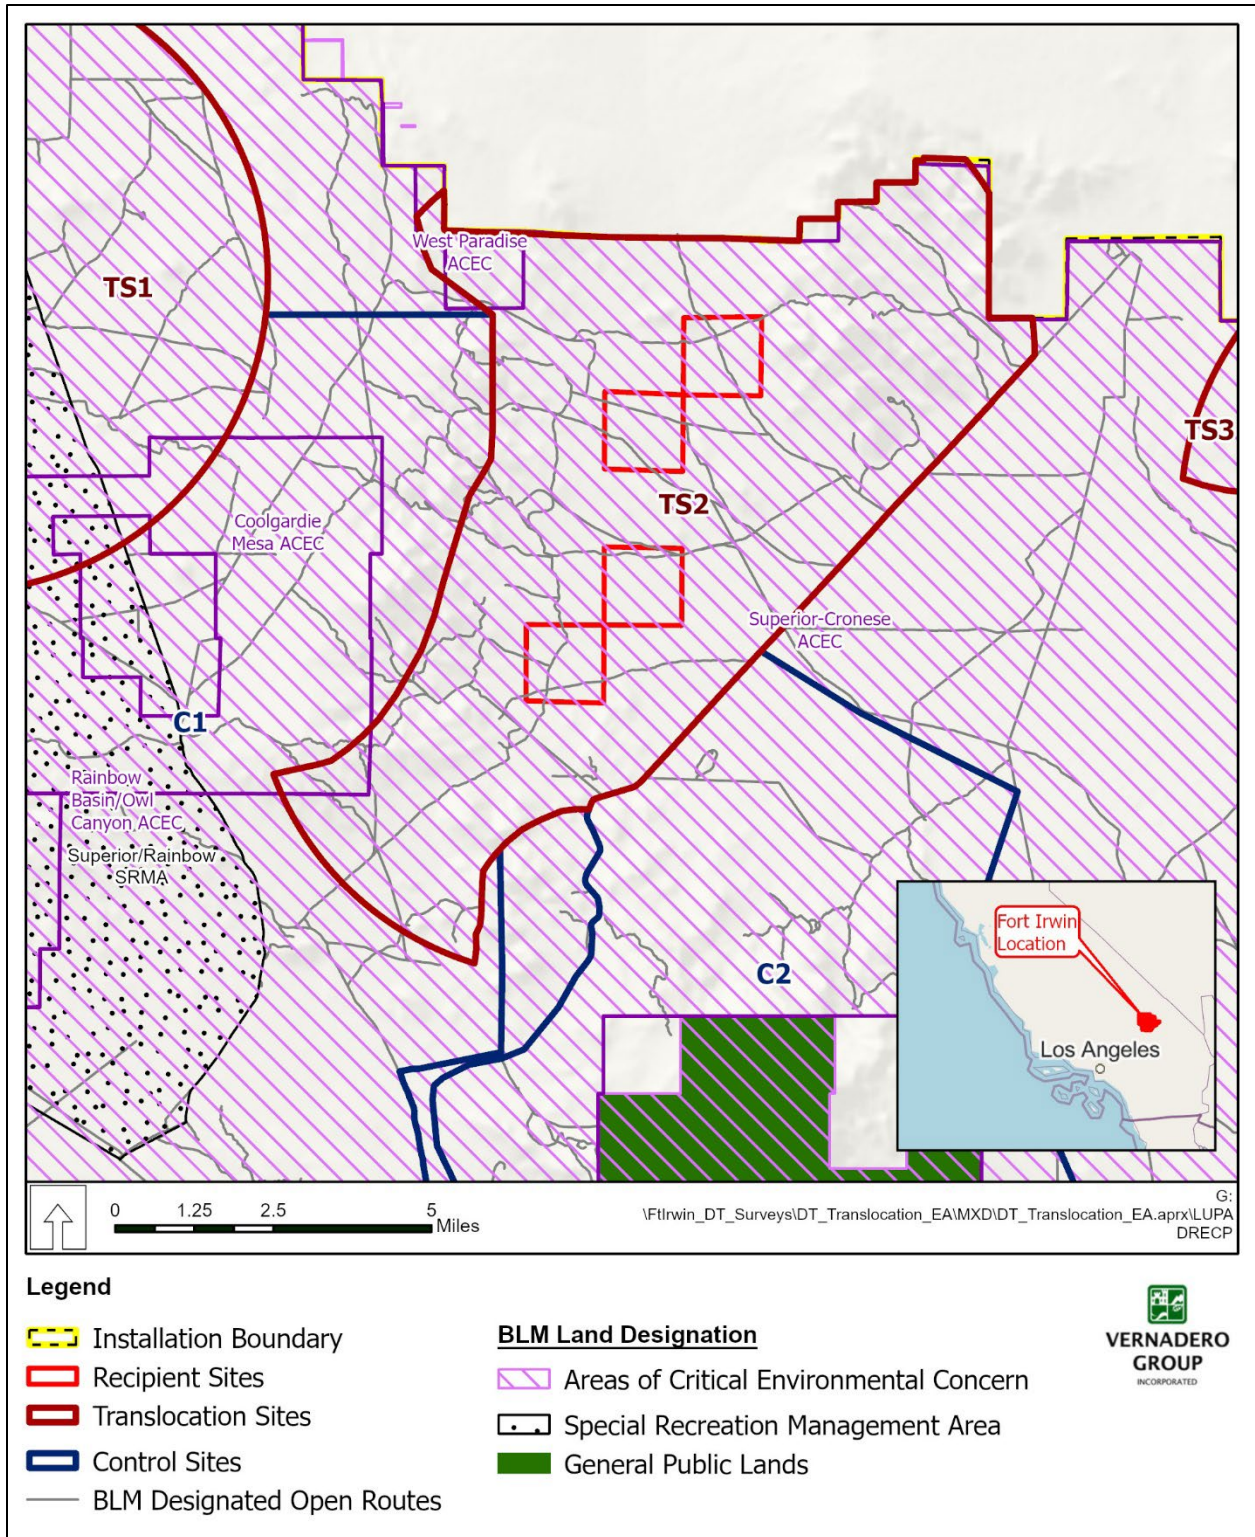 West Paradise
ACEC
TS1
TS3
TS2
Coolgardie
Mesa ACEC
Superior-Cronese
ACEC
C1
Rainbow
Basin/Owl
Canyon ACEC
Superior/Rainbow
SRMA
C2
Fort Irwin
Location
Los Angeles
0 1.25 2.5 5
Miles
G:
\FtIrwin_DT_Surveys\DT_Translocation_EA\MXD\DT_Translocation_EA.aprx\LUPA
DRECP
Legend
Installation Boundary
Recipient Sites
Translocation Sites
Control Sites
BLM Designated Open Routes
BLM Land Designation
Areas of Critical Environmental Concern
Special Recreation Management Area
General Public Lands
VERNADERO
GROUP
INCORPORATED